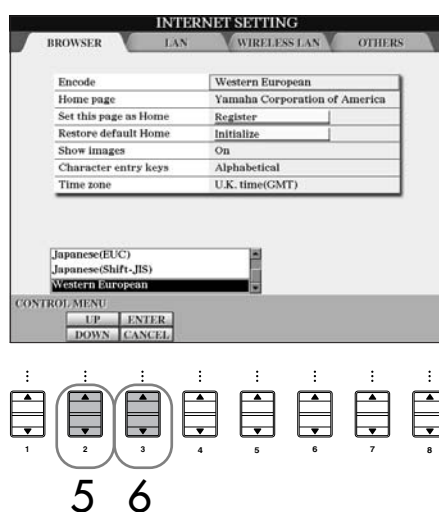 INTERNET SETTING
BROWSER LAN WIRELESS LAN OTHERS
Encode Western European
Home page Yamaha Corporation of America
Set this page as Home Register
Restore default Home Initialize
Show images On
Character entry keys Alphabetical
Time zone U.K. time(GMT)
Japanese(EUC)
Japanese(Shift-JIS)
Western European
CONTROL MENU
UP ENTER
DOWN CANCEL
1 2 3 4 5 6 7 8
5 6